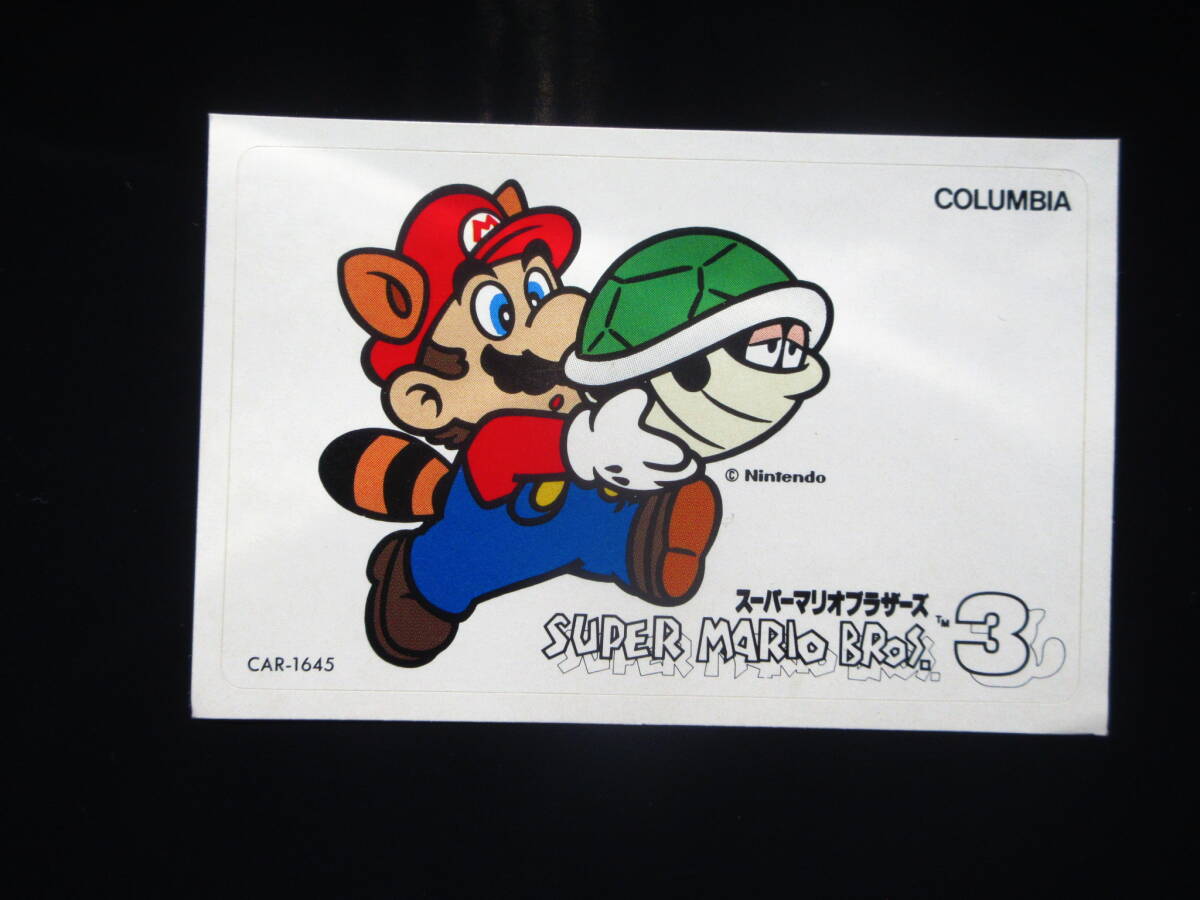 COLUMBIA
M
© Nintendo
スーパーマリオブラザーズ
SUPER MARIO BROS.™ 3
CAR-1645